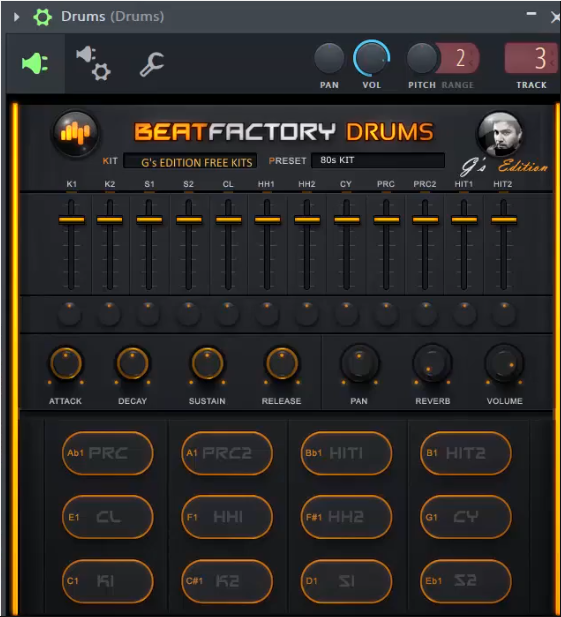 Drums (Drums)
2 3
PAN VOL PITCH RANGE TRACK
BEATFACTORY DRUMS
KIT G's EDITION FREE KITS PRESET 80s KIT G's Edition
K1 K2 S1 S2 CL HH1 HH2 CY PRC PRC2 HIT1 HIT2
ATTACK DECAY SUSTAIN RELEASE PAN REVERB VOLUME
Ab1 PRC A1 PRC2 Bb1 HIT1 B1 HIT2
E1 CL F1 HH1 F#1 HH2 G1 CY
C1 K1 C#1 K2 D1 S1 Eb1 S2